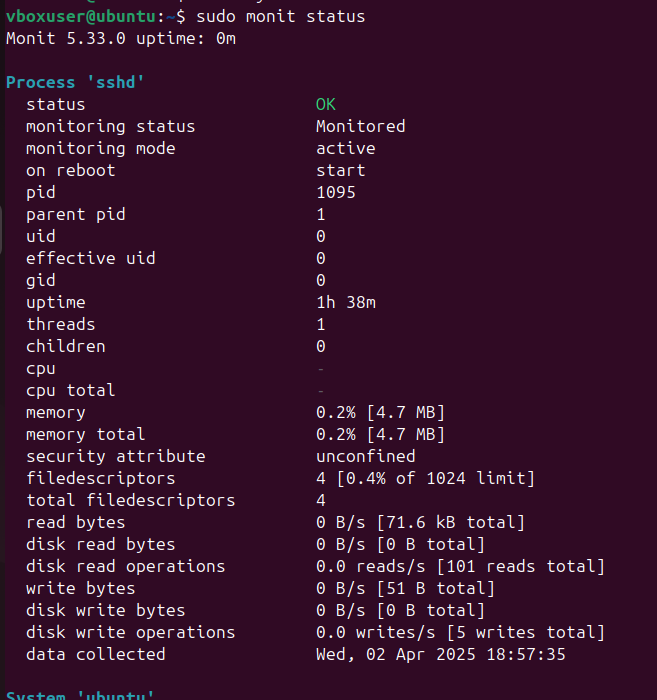 vboxuser@ubuntu:~$ sudo monit status
Monit 5.33.0 uptime: 0m
Process 'sshd'
status OK
monitoring status Monitored
monitoring mode active
on reboot start
pid 1095
parent pid 1
uid 0
effective uid 0
gid 0
uptime 1h 38m
threads 1
children 0
cpu -
cpu total -
memory 0.2% [4.7 MB]
memory total 0.2% [4.7 MB]
security attribute unconfined
filedescriptors 4 [0.4% of 1024 limit]
total filedescriptors 4
read bytes 0 B/s [71.6 kB total]
disk read bytes 0 B/s [0 B total]
disk read operations 0.0 reads/s [101 reads total]
write bytes 0 B/s [51 B total]
disk write bytes 0 B/s [0 B total]
disk write operations 0.0 writes/s [5 writes total]
data collected Wed, 02 Apr 2025 18:57:35
System 'ubuntu'